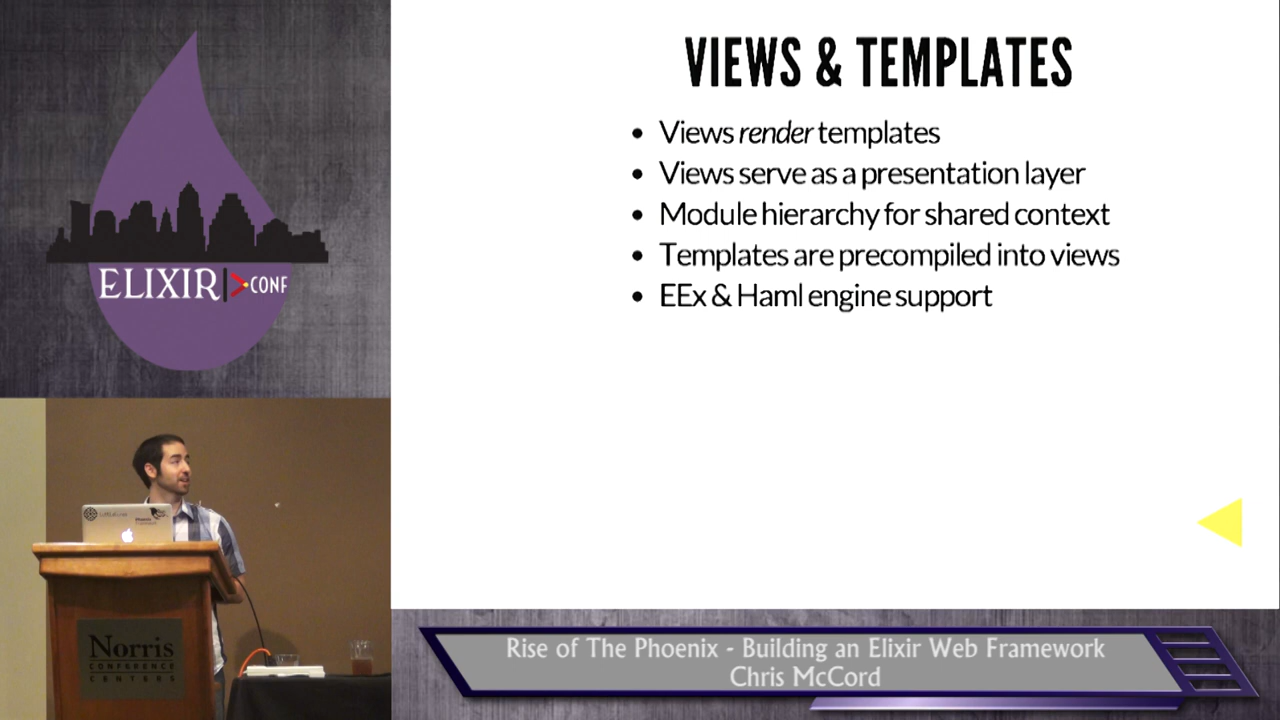 VIEWS & TEMPLATES
• Views render templates
• Views serve as a presentation layer
• Module hierarchy for shared context
• Templates are precompiled into views
• EEx & Haml engine support
ELIXIR|>CONF
Phoenix
Norris
CONFERENCE
CENTERS
Rise of The Phoenix - Building an Elixir Web Framework
Chris McCord